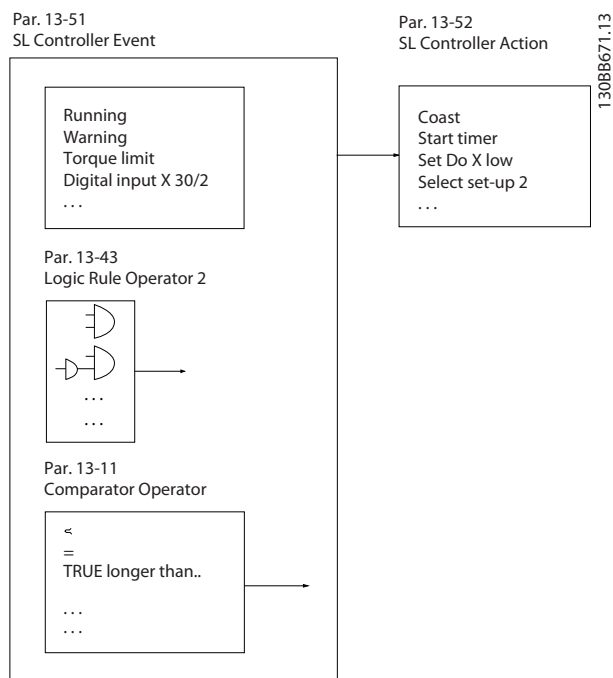 Par. 13-51
SL Controller Event
Par. 13-52
SL Controller Action
130BB671.13
Running
Warning
Torque limit
Digital input X 30/2
. . .
Coast
Start timer
Set Do X low
Select set-up 2
. . .
Par. 13-43
Logic Rule Operator 2
. . .
. . .
Par. 13-11
Comparator Operator
=
TRUE longer than..
. . .
. . .